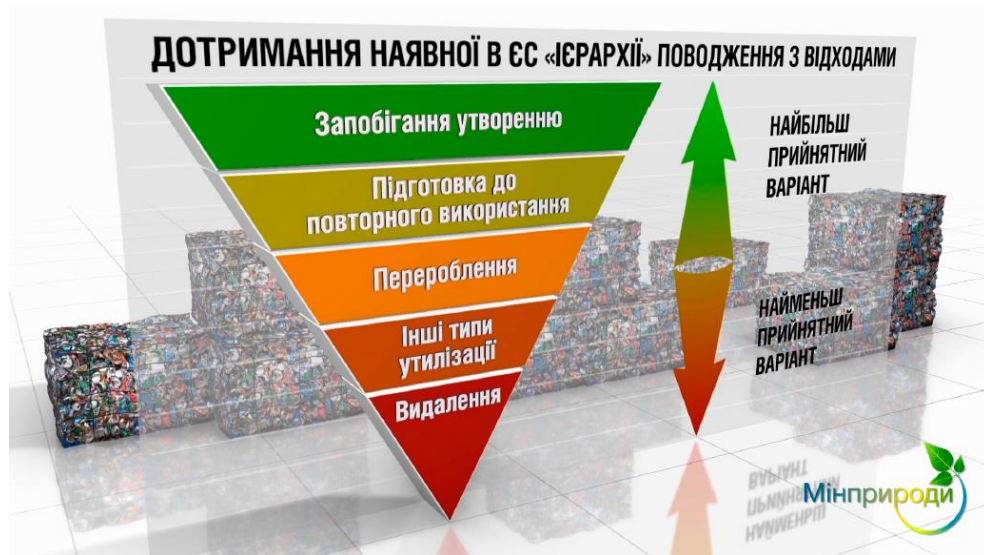 ДОТРИМАННЯ НАЯВНОЇ В ЄС «ІЄРАРХІЇ» ПОВОДЖЕННЯ З ВІДХОДАМИ
Запобігання утворенню
Підготовка до
повторного використання
Перероблення
Інші типи
утилізації
Видалення
НАЙБІЛЬШ
ПРИЙНЯТНИЙ
ВАРІАНТ
НАЙМЕНЬШ
ПРИЙНЯТНИЙ
ВАРІАНТ
Мінприроди